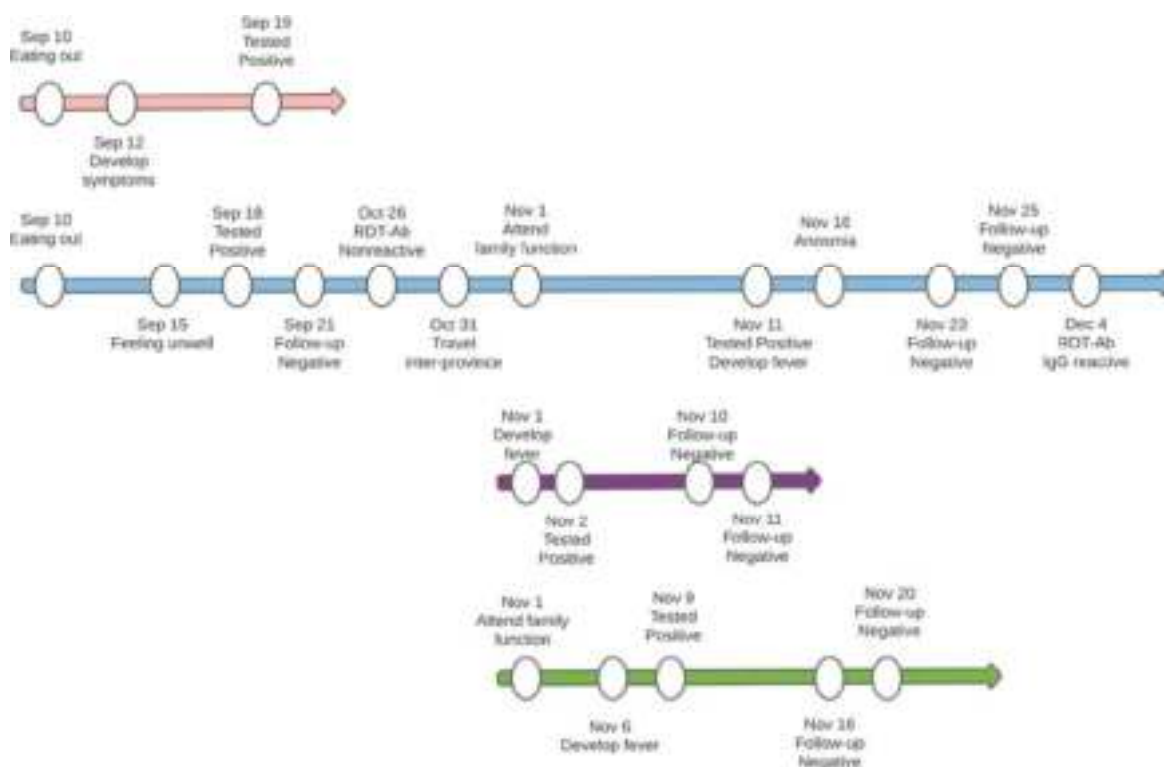 Sep 10
Eating out
Sep 19
Tested
Positive
Sep 12
Develop
symptoms
Sep 10
Eating out
Sep 18
Tested
Positive
Oct 26
RDT-Ab
Nonreactive
Nov 1
Attend
family function
Nov 16
Anosmia
Nov 25
Follow-up
Negative
Sep 15
Feeling unwell
Sep 21
Follow-up
Negative
Oct 31
Travel
inter-province
Nov 11
Tested Positive
Develop fever
Nov 23
Follow-up
Negative
Dec 4
RDT-Ab
IgG reactive
Nov 1
Develop
fever
Nov 10
Follow-up
Negative
Nov 2
Tested
Positive
Nov 11
Follow-up
Negative
Nov 1
Attend family
function
Nov 9
Tested
Positive
Nov 20
Follow-up
Negative
Nov 6
Develop fever
Nov 16
Follow-up
Negative